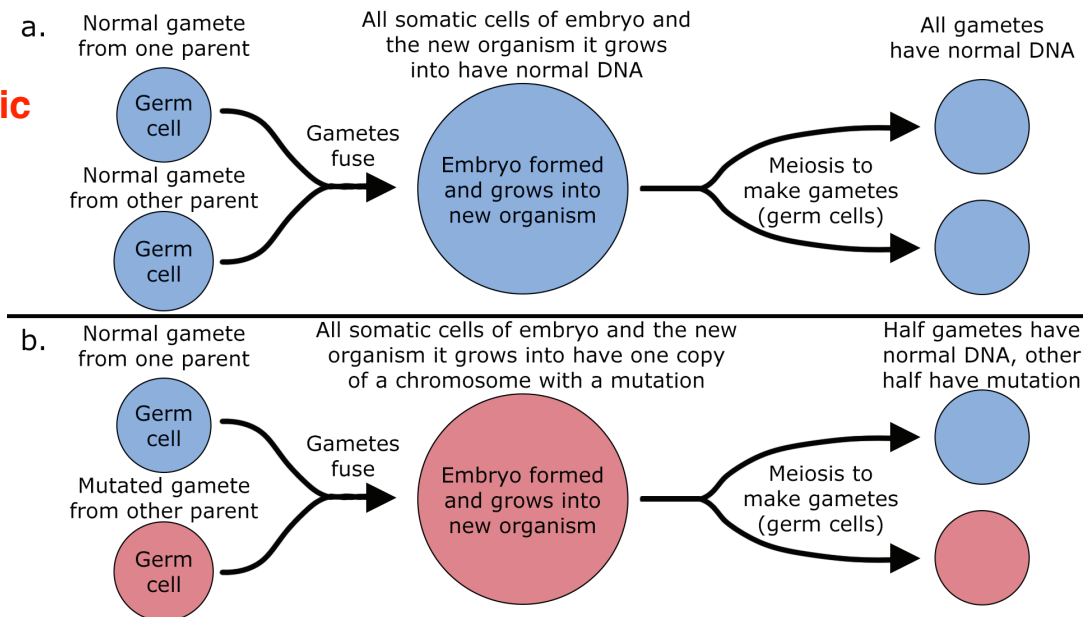 a.
Normal gamete
from one parent
All somatic cells of embryo and
the new organism it grows
into have normal DNA
All gametes
have normal DNA
ic
Germ
cell
Gametes
fuse
Normal gamete
from other parent
Germ
cell
Embryo formed
and grows into
new organism
Meiosis to
make gametes
(germ cells)
b.
Normal gamete
from one parent
All somatic cells of embryo and the new
organism it grows into have one copy
of a chromosome with a mutation
Half gametes have
normal DNA, other
half have mutation
Germ
cell
Gametes
fuse
Mutated gamete
from other parent
Germ
cell
Embryo formed
and grows into
new organism
Meiosis to
make gametes
(germ cells)